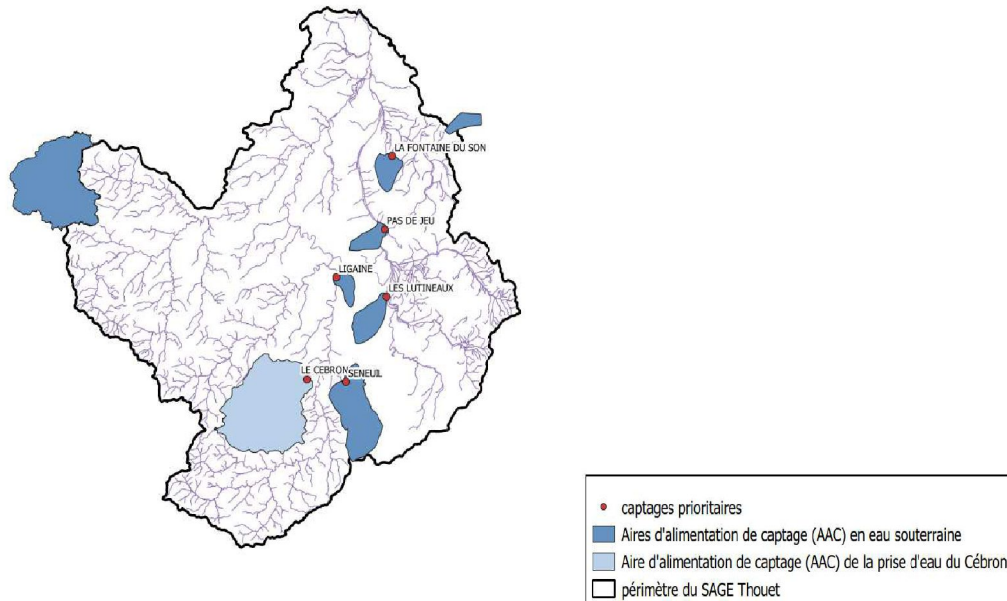 LA FONTAINE DU SON
PAS DE JEU
LIGAINE
LES LUTINEAUX
LE CEBRON
SENEUIL
captages prioritaires
Aires d'alimentation de captage (AAC) en eau souterraine
Aire d'alimentation de captage (AAC) de la prise d'eau du Cébron
périmètre du SAGE Thouet